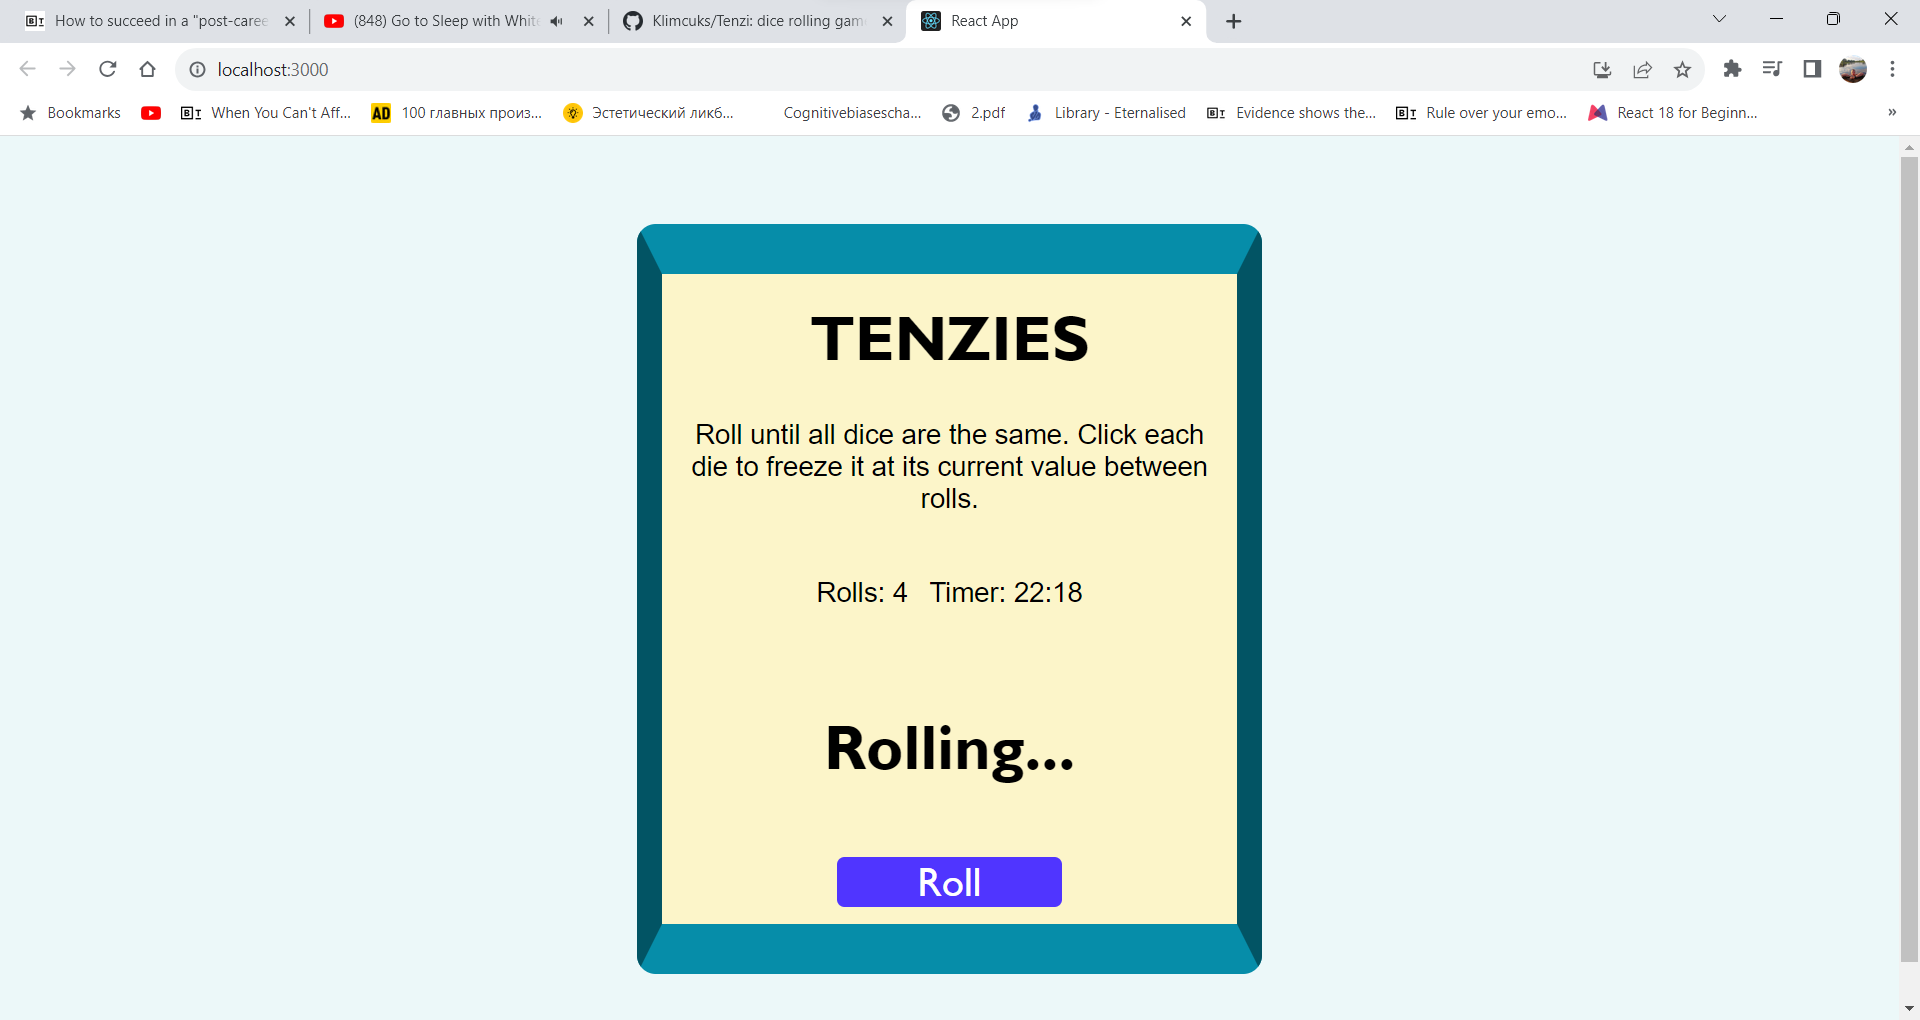 How to succeed in a "post-caree
(848) Go to Sleep with White
Klimcuks/Tenzi: dice rolling gam
React App
localhost:3000
Bookmarks
When You Can't Aff...
AD
100 главных произ...
Эстетический ликб...
Cognitivebiasescha...
2.pdf
Library - Eternalised
Evidence shows the...
Rule over your emo...
React 18 for Beginn...
TENZIES
Roll until all dice are the same. Click each
die to freeze it at its current value between
rolls.
Rolls: 4 Timer: 22:18
Rolling...
Roll